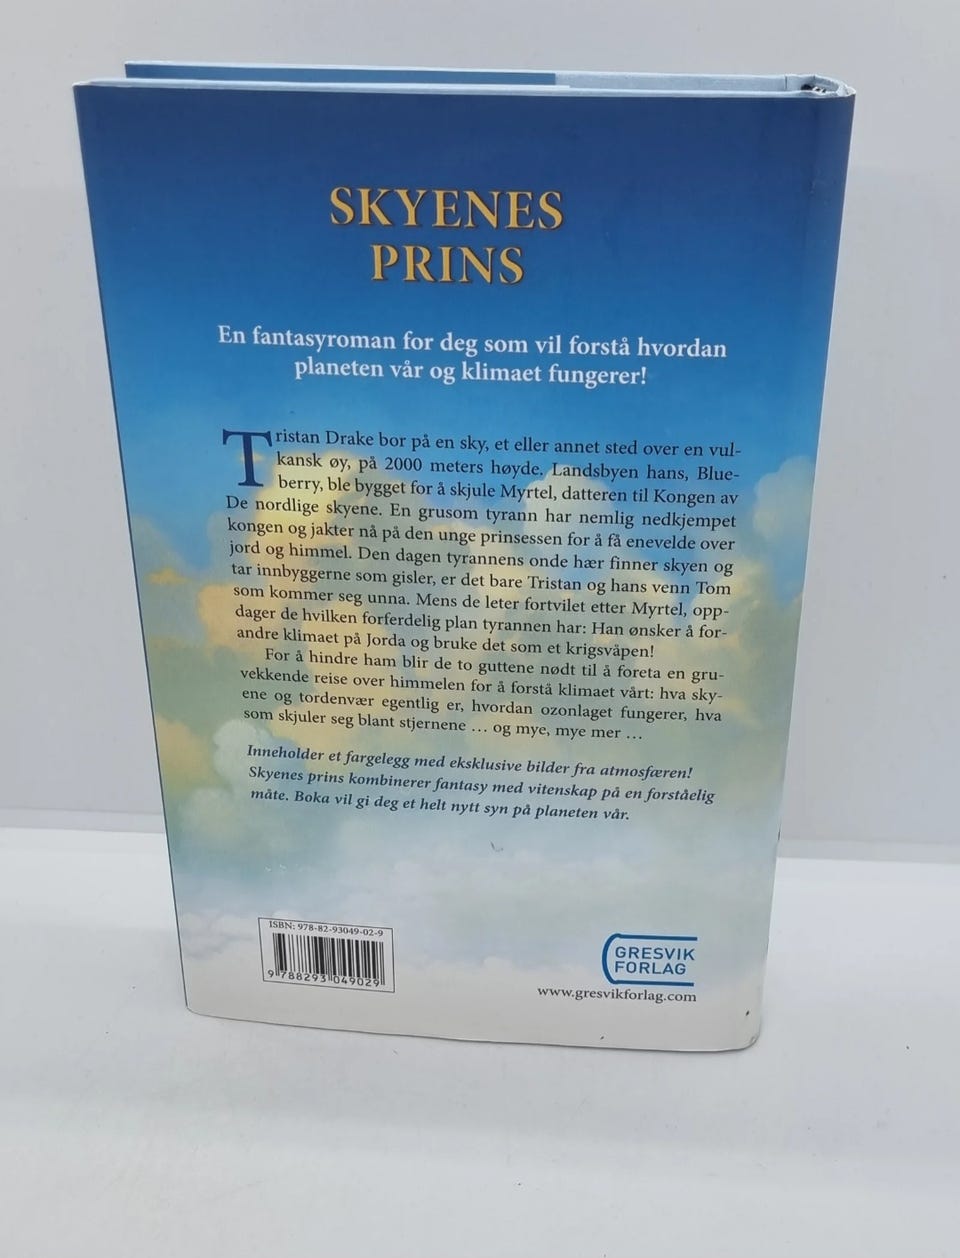 SKYENES
PRINS
En fantasyroman for deg som vil forstå hvordan
planeten vår og klimaet fungerer!
Tristan Drake bor på en sky, et eller annet sted over en vul-
kansk øy, på 2000 meters høyde. Landsbyen hans, Blue-
berry, ble bygget for å skjule Myrtel, datteren til Kongen av
De nordlige skyene. En grusom tyrann har nemlig nedkjempet
kongen og jakter nå på den unge prinsessen for å få enevelde over
jord og himmel. Den dagen tyrannens onde hær finner skyen og
tar innbyggerne som gisler, er det bare Tristan og hans venn Tom
som kommer seg unna. Mens de leter fortvilet etter Myrtel, opp-
dager de hvilken forferdelig plan tyrannen har: Han ønsker å for-
andre klimaet på Jorda og bruke det som et krigsvåpen!
For å hindre ham blir de to guttene nødt til å foreta en gru-
vekkende reise over himmelen for å forstå klimaet vårt: hva sky-
ene og tordenvær egentlig er, hvordan ozonlaget fungerer, hva
som skjuler seg blant stjernene ... og mye, mye mer ...
Inneholder et fargelegg med eksklusive bilder fra atmosfæren!
Skyenes prins kombinerer fantasy med vitenskap på en forståelig
måte. Boka vil gi deg et helt nytt syn på planeten vår.
ISBN: 978-82-93049-02-9
9 788293 049029
GRESVIK
FORLAG
www.gresvikforlag.com